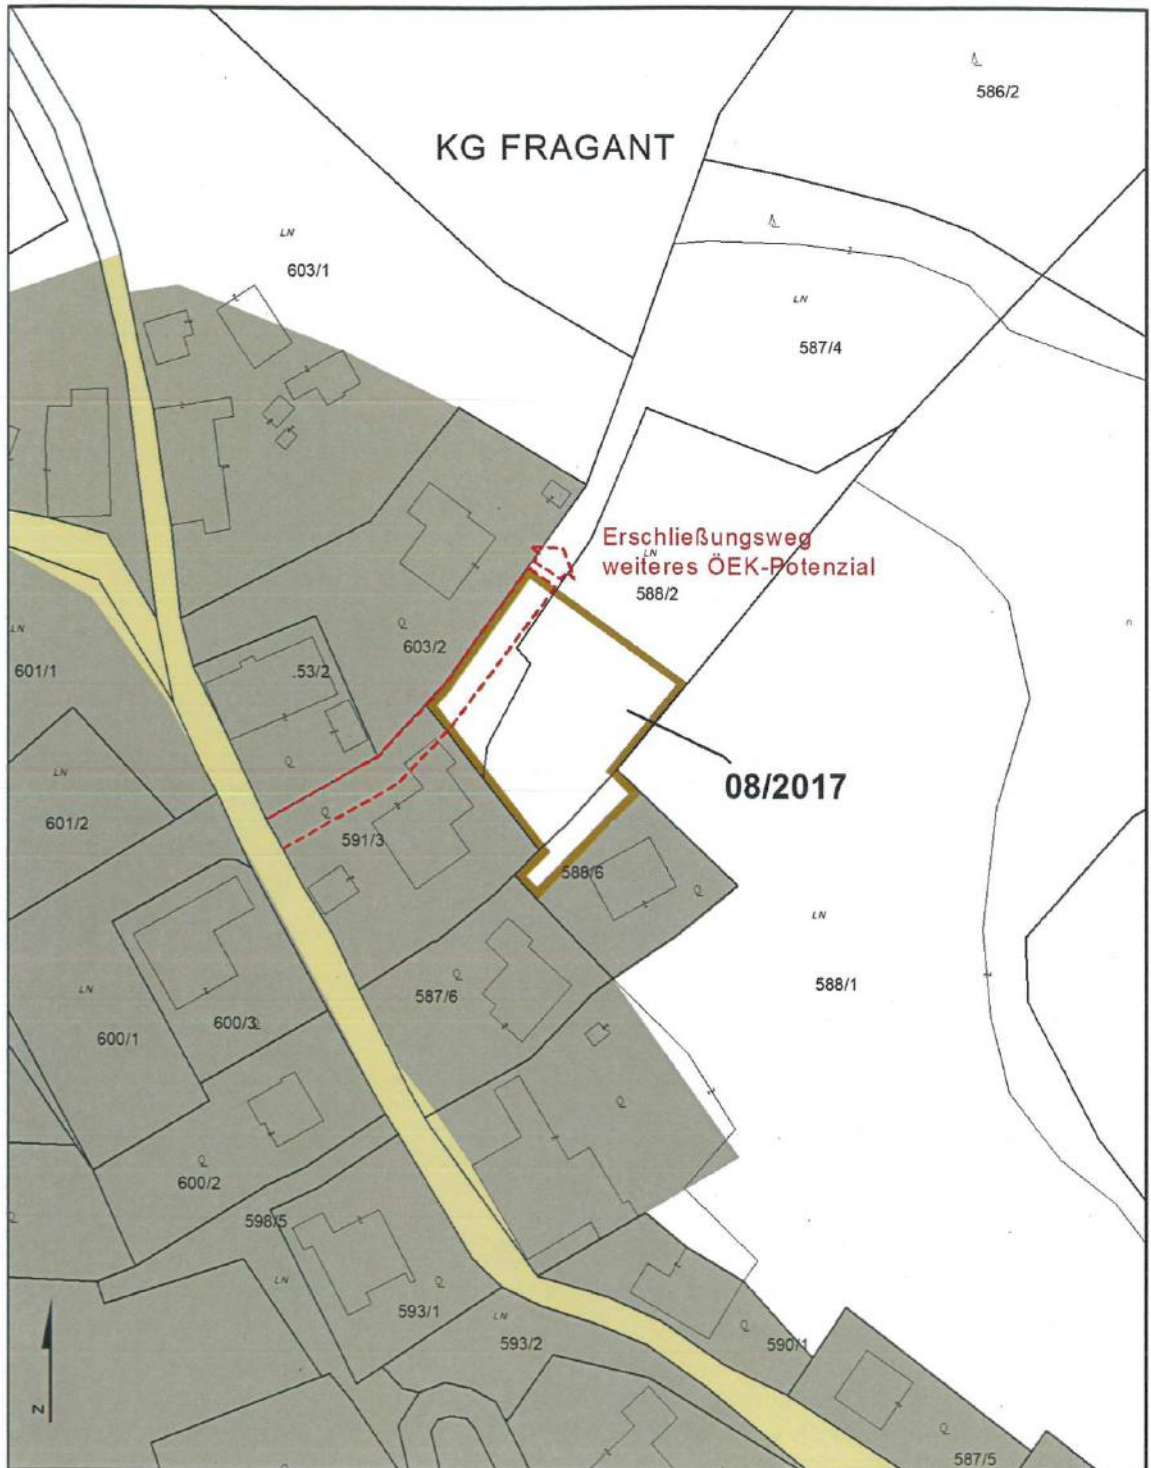 586/2
KG FRAGANT
LN
603/1
LN
587/4
Erschließungsweg
LN
weiteres ÖEK-Potenzial
588/2
603/2
LN
601/1
.53/2
LN
601/2
08/2017
591/3
588/6
LN
588/1
LN
600/1
587/6
600/3
600/2
598/5
LN
593/1
LN
593/2
590/1
587/5
N